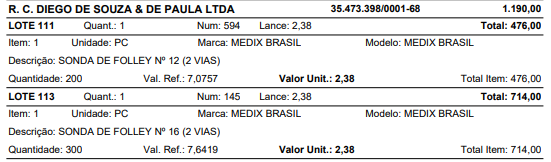 R. C. DIEGO DE SOUZA & DE PAULA LTDA 35.473.398/0001-68 1.190,00
LOTE 111 Quant.: 1 Num: 594 Lance: 2,38 Total: 476,00
Item: 1 Unidade: PC Marca: MEDIX BRASIL Modelo: MEDIX BRASIL
Descrição: SONDA DE FOLLEY Nº 12 (2 VIAS)
Quantidade: 200 Val. Ref.: 7,0757 Valor Unit.: 2,38 Total Item: 476,00
LOTE 113 Quant.: 1 Num: 145 Lance: 2,38 Total: 714,00
Item: 1 Unidade: PC Marca: MEDIX BRASIL Modelo: MEDIX BRASIL
Descrição: SONDA DE FOLLEY Nº 16 (2 VIAS)
Quantidade: 300 Val. Ref.: 7,6419 Valor Unit.: 2,38 Total Item: 714,00